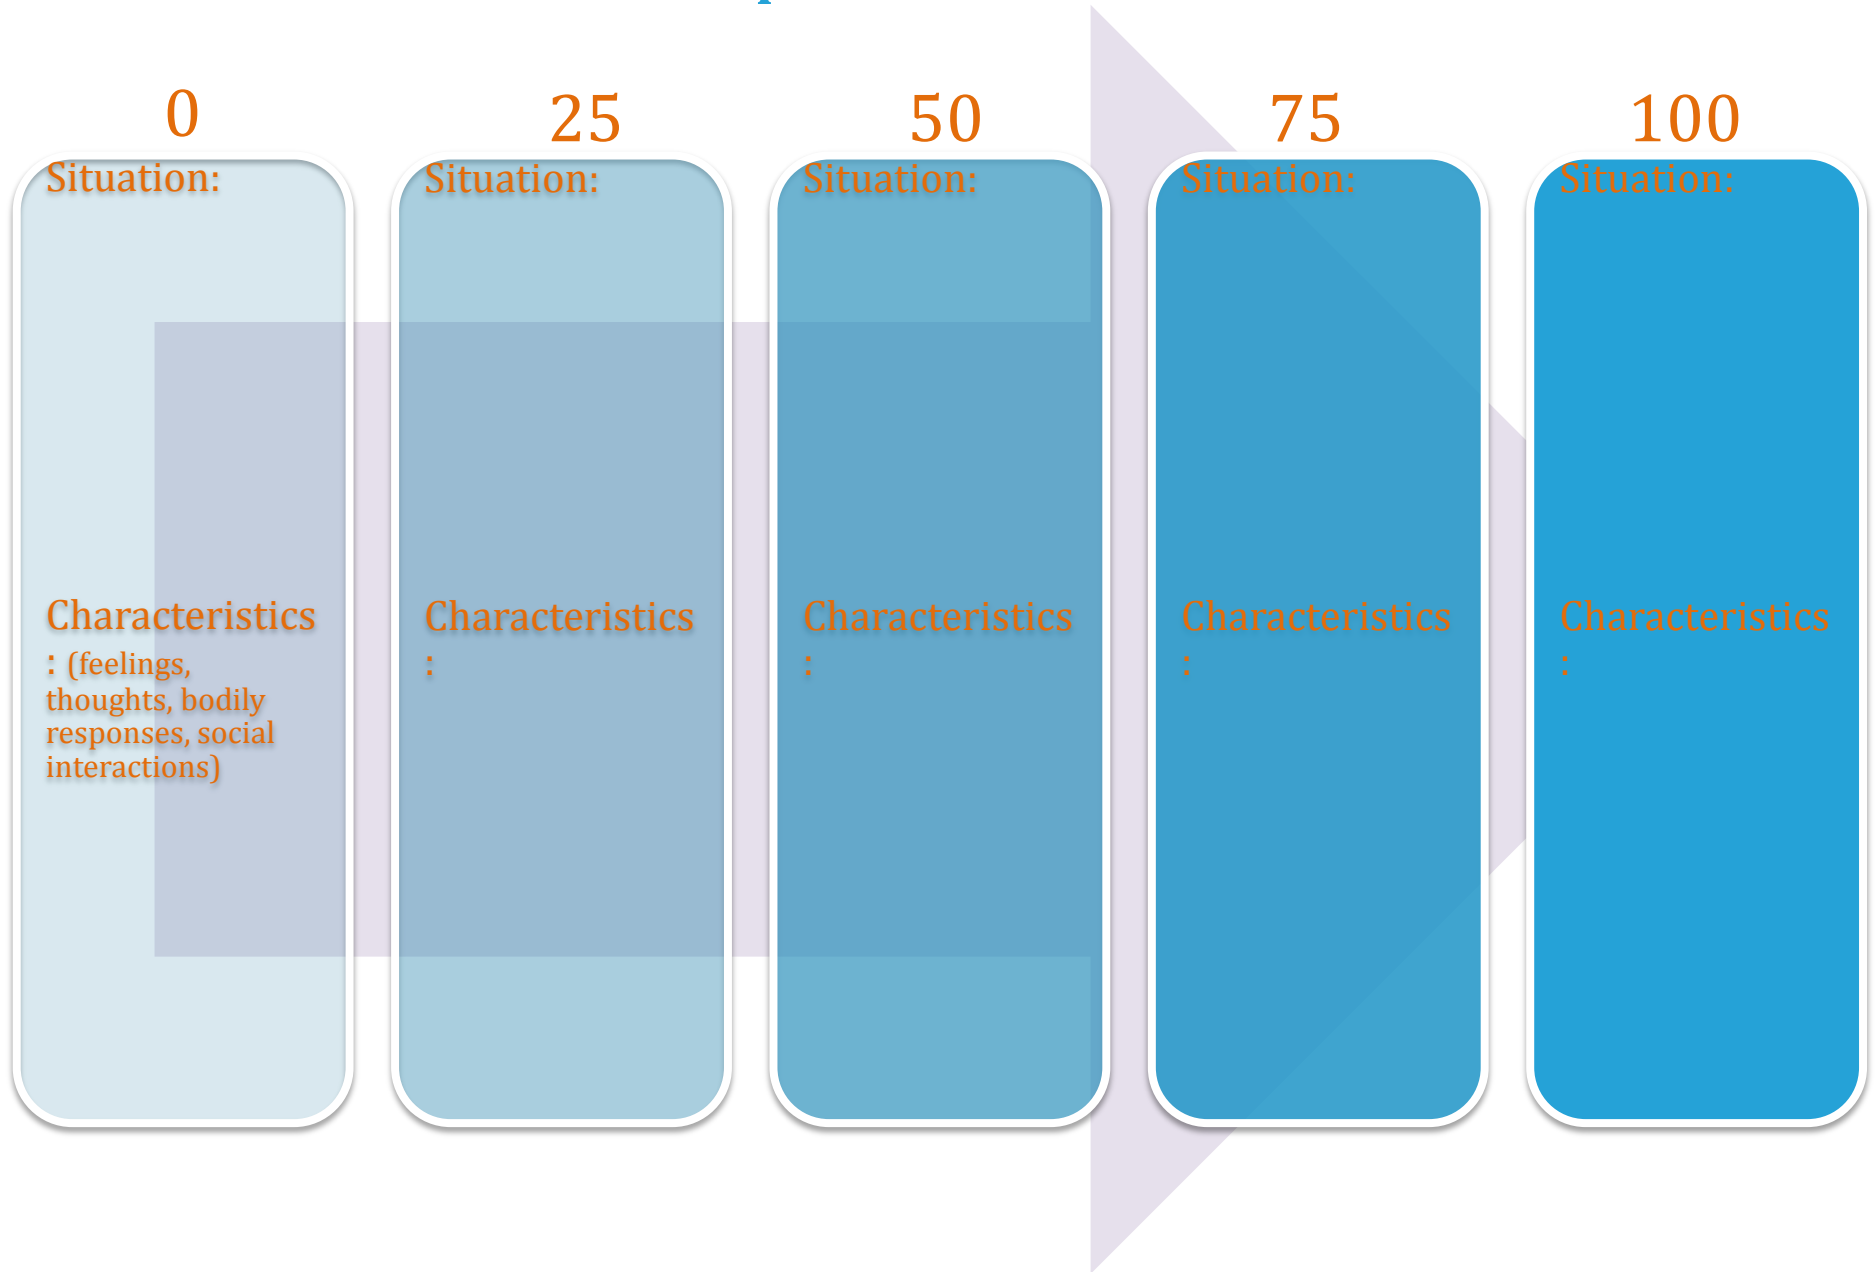 0
25
50
75
100
Situation:
Situation:
Situation:
Situation:
Situation:
Characteristics
: (feelings,
thoughts, bodily
responses, social
interactions)
Characteristics
:
Characteristics
:
Characteristics
:
Characteristics
: